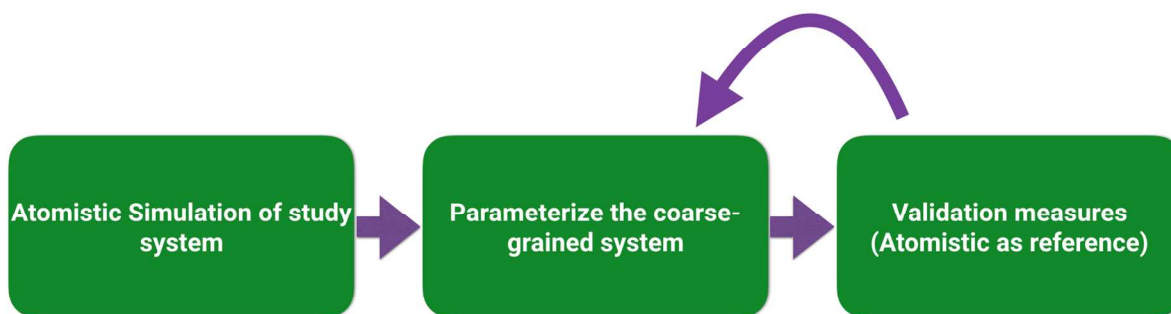 Atomistic Simulation of study
system
Parameterize the coarse-
grained system
Validation measures
(Atomistic as reference)